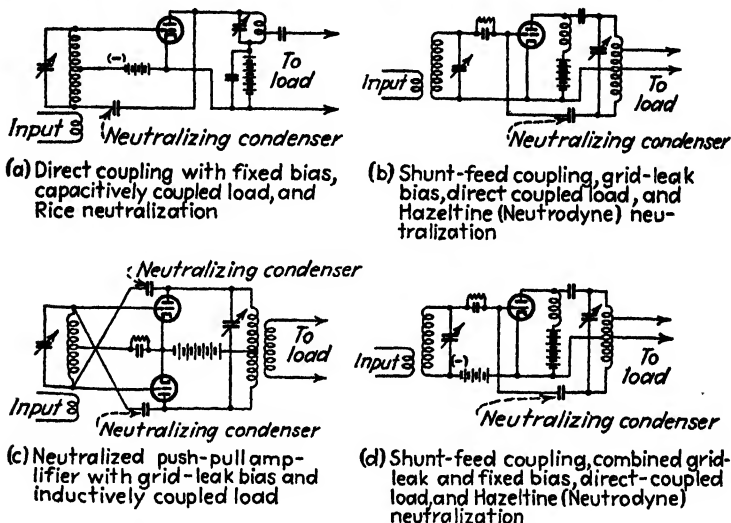 (-)
To
load
Input
Neutralizing condenser
(a) Direct coupling with fixed bias,
capacitively coupled load, and
Rice neutralization
To
load
Input
Neutralizing condenser
(b) Shunt-feed coupling, grid-leak
bias, direct coupled load, and
Hazeltine (Neutrodyne) neu-
tralization
Neutralizing condenser
To
load
Input
Neutralizing condenser
(c) Neutralized push-pull amp-
lifier with grid-leak bias and
inductively coupled load
(-)
To
load
Input
Neutralizing condenser
(d) Shunt-feed coupling, combined grid-
leak and fixed bias, direct-coupled
load, and Hazeltine (Neutrodyne)
neutralization